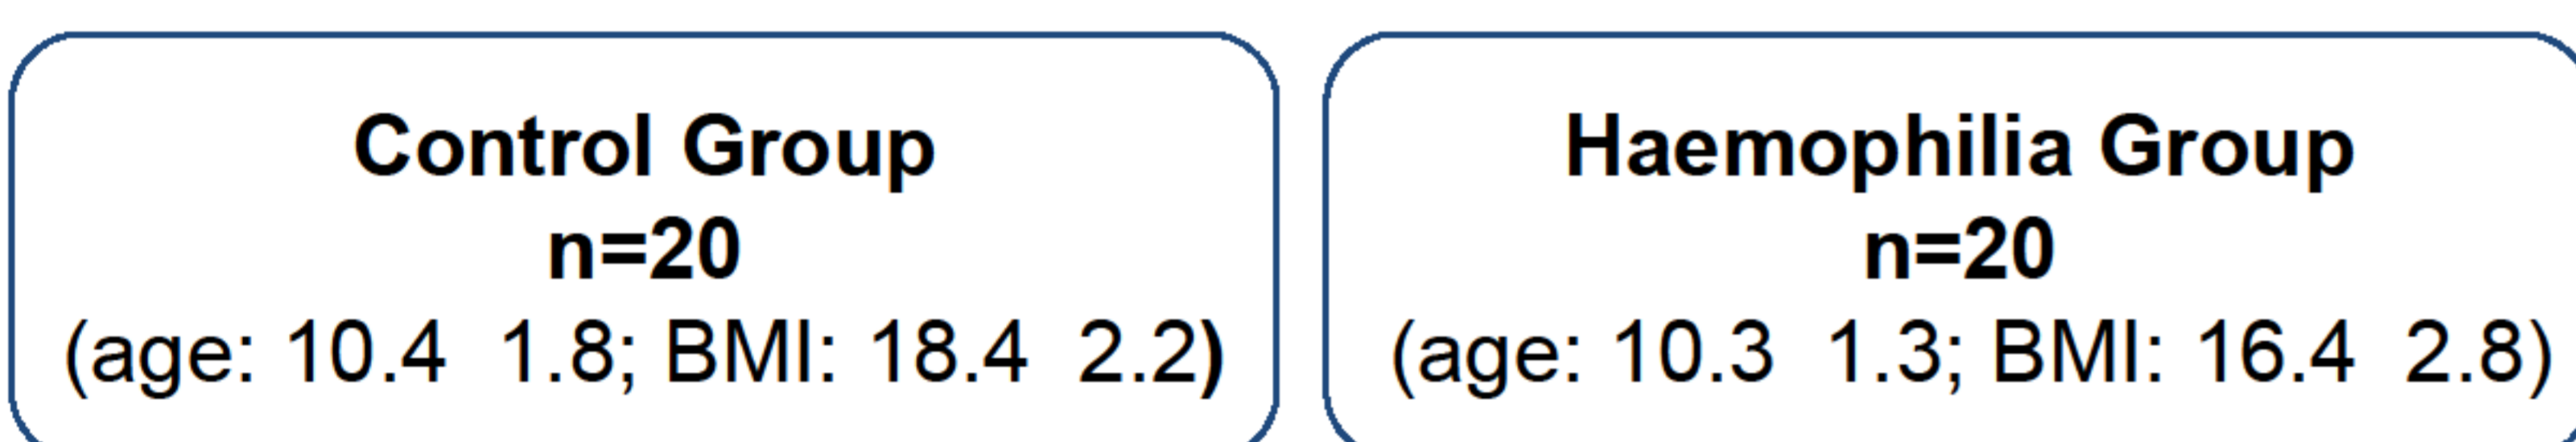 Control Group
n=20
(age: 10.4  1.8; BMI: 18.4  2.2)
Haemophilia Group
n=20
(age: 10.3  1.3; BMI: 16.4  2.8)